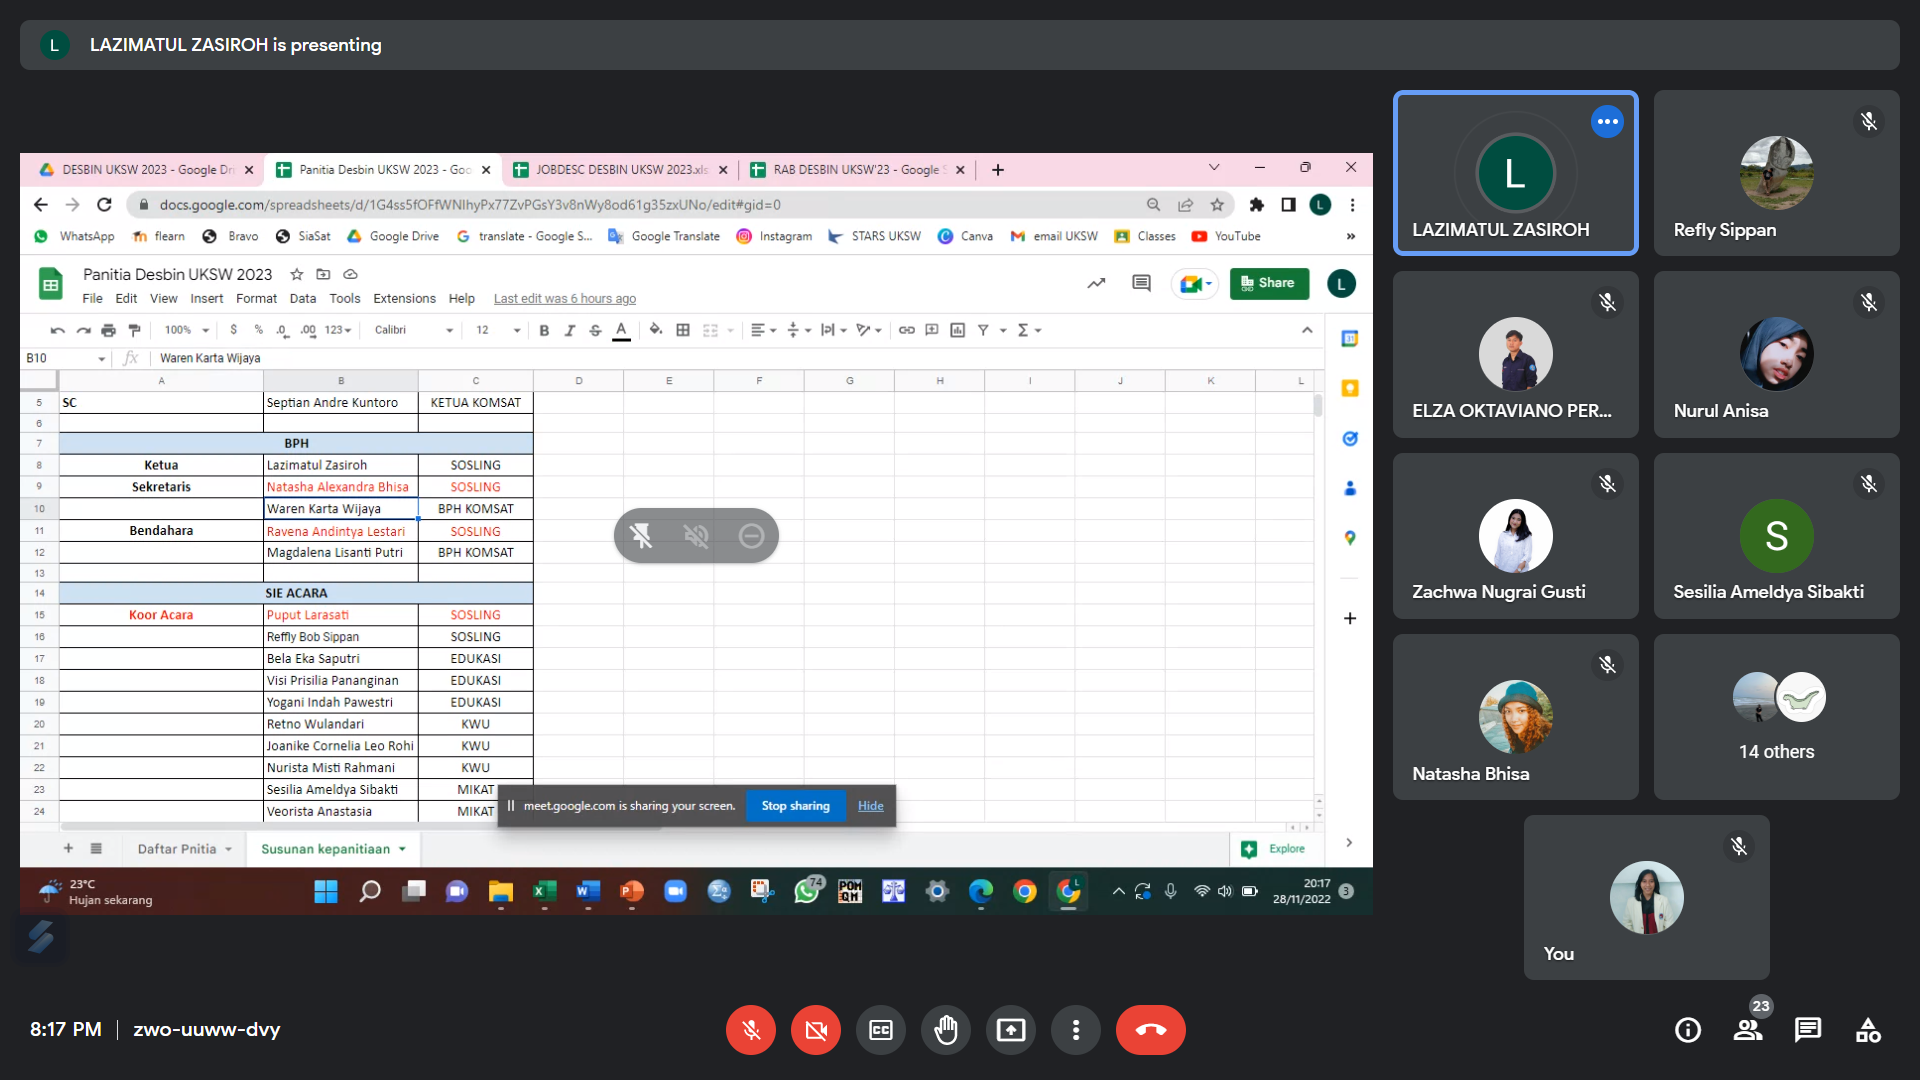 L LAZIMATUL ZASIROH is presenting
DESBIN UKSW 2023 - Google Dri
Panitia Desbin UKSW 2023 - Goo
JOBDESC DESBIN UKSW 2023.xls
RAB DESBIN UKSW'23 - Google S
docs.google.com/spreadsheets/d/1G4ss5fOFfWNIhyPx77ZvPGsY3v8nWy8od61g35zxUNo/edit#gid=0
L
WhatsApp flearn Bravo SiaSat Google Drive translate - Google S... Google Translate Instagram STARS UKSW Canva email UKSW Classes YouTube »
Panitia Desbin UKSW 2023
Share
L
File Edit View Insert Format Data Tools Extensions Help Last edit was 6 hours ago
100% $ % .0 .00 123 Calibri 12 B I S A
B10 fx Waren Karta Wijaya
A B C D E F G H I J K L
5 SC Septian Andre Kuntoro KETUA KOMSAT
6
7 BPH
8 Ketua Lazimatul Zasiroh SOSLING
9 Sekretaris Natasha Alexandra Bhisa SOSLING
10 Waren Karta Wijaya BPH KOMSAT
11 Bendahara Ravena Andintya Lestari SOSLING
12 Magdalena Lisanti Putri BPH KOMSAT
13
14 SIE ACARA
15 Koor Acara Puput Larasati SOSLING
16 Reffly Bob Sippan SOSLING
17 Bela Eka Saputri EDUKASI
18 Visi Prisilia Pananginan EDUKASI
19 Yogani Indah Pawestri EDUKASI
20 Retno Wulandari KWU
21 Joanike Cornelia Leo Rohi KWU
22 Nurista Misti Rahmani KWU
23 Sesilia Ameldya Sibakti MIKAT
24 Veorista Anastasia MIKAT
meet.google.com is sharing your screen. Stop sharing Hide
Daftar Pnitia Susunan kepanitiaan Explore
23°C
Hujan sekarang
74
20:17
28/11/2022
3
L
LAZIMATUL ZASIROH
Refly Sippan
ELZA OKTAVIANO PER...
Nurul Anisa
Zachwa Nugrai Gusti
S
Sesilia Ameldya Sibakti
Natasha Bhisa
14 others
You
8:17 PM | zwo-uuww-dvy
CC
23